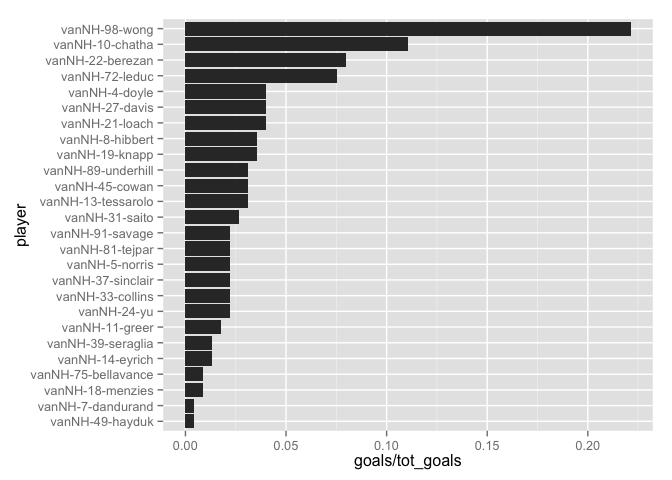 vanNH-98-wong
vanNH-10-chatha
vanNH-22-berezan
vanNH-72-leduc
vanNH-4-doyle
vanNH-27-davis
vanNH-21-loach
vanNH-8-hibbert
vanNH-19-knapp
vanNH-89-underhill
vanNH-45-cowan
vanNH-13-tessarolo
vanNH-31-saito
vanNH-91-savage
vanNH-81-tejpar
vanNH-5-norris
vanNH-37-sinclair
vanNH-33-collins
vanNH-24-yu
vanNH-11-greer
vanNH-39-seraglia
vanNH-14-eyrich
vanNH-75-bellavance
vanNH-18-menzies
vanNH-7-dandurand
vanNH-49-hayduk
player
0.00 0.05 0.10 0.15 0.20
goals/tot_goals